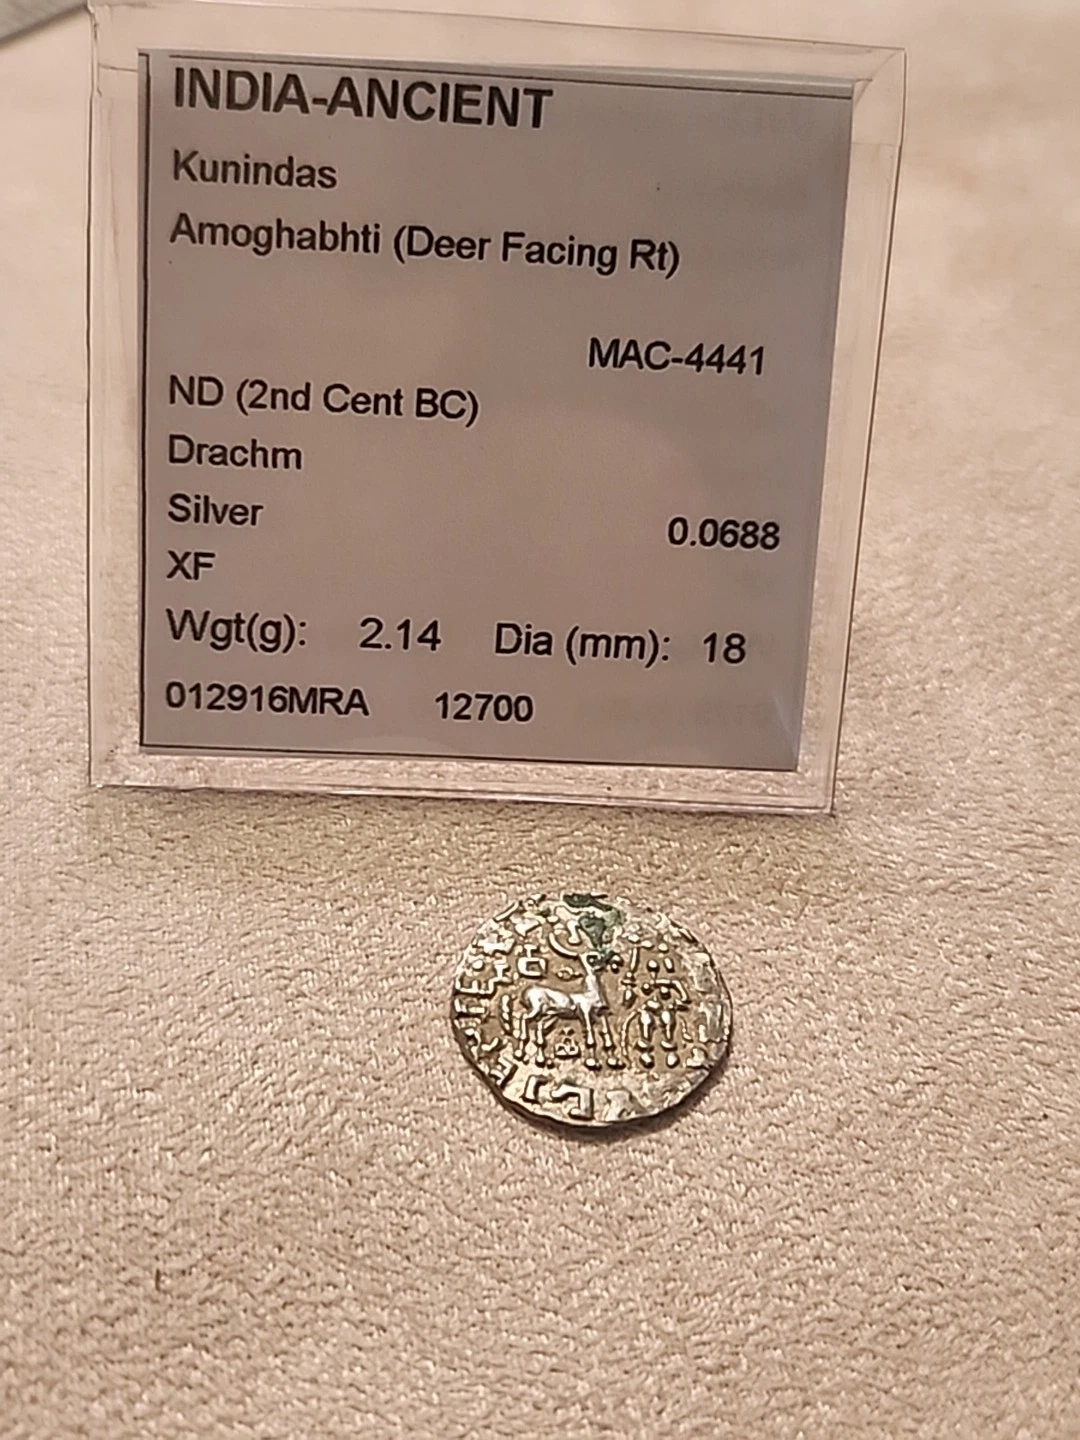 INDIA-ANCIENT
Kunindas
Amoghabhti (Deer Facing Rt)
MAC-4441
ND (2nd Cent BC)
Drachm
Silver 0.0688
XF
Wgt(g): 2.14 Dia (mm): 18
012916MRA 12700